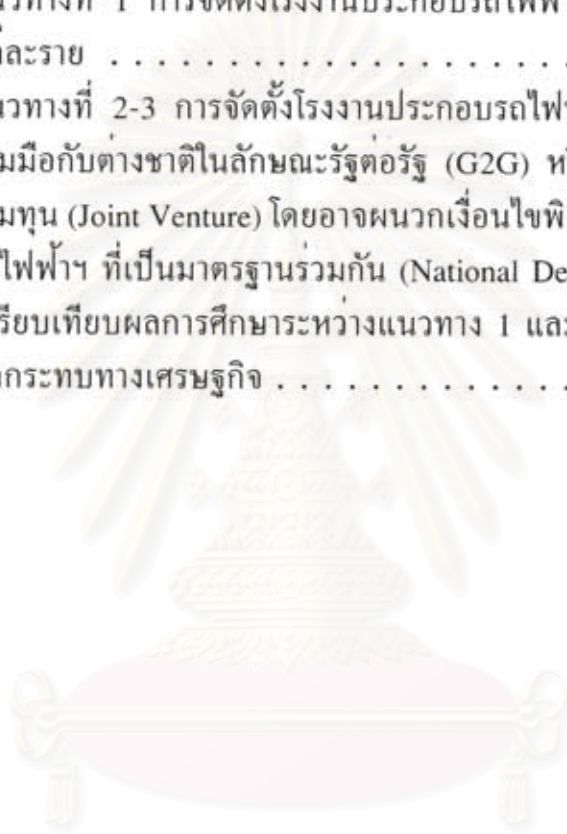 นวทางที่ 1 การจัดตั้งโรงงานประกอบรถไฟฟ้
ต่ละราย . . . . . . . . . . . . . . . . . . . . . .
นวทางที่ 2-3 การจัดตั้งโรงงานประกอบรถไฟฟ
มมือกับต่างชาติในลักษณะรัฐต่อรัฐ (G2G) ห
มทุน (Joint Venture) โดยอาจผนวกเงื่อนไขพิ
ไฟฟ้าฯ ที่เป็นมาตรฐานร่วมกัน (National De
รียบเทียบผลการศึกษาระหว่างแนวทาง 1 และ
กระทบทางเศรษฐกิจ . . . . . . . . . . . . . .